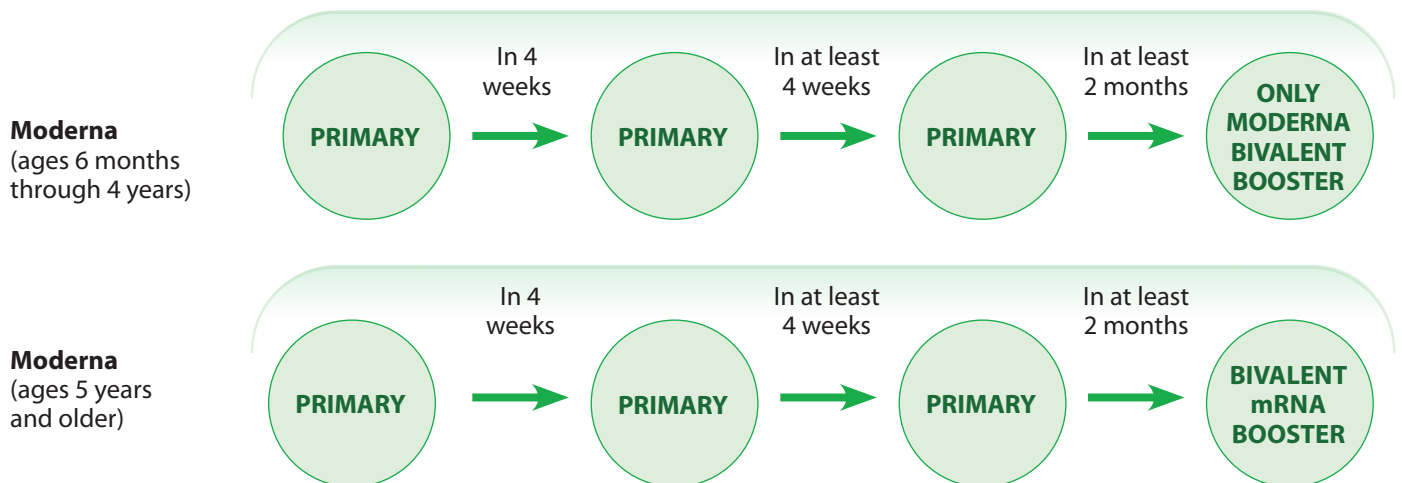 In 4
weeks
In at least
4 weeks
In at least
2 months
Moderna
(ages 6 months
through 4 years)
PRIMARY
PRIMARY
PRIMARY
ONLY
MODERNA
BIVALENT
BOOSTER
In 4
weeks
In at least
4 weeks
In at least
2 months
Moderna
(ages 5 years
and older)
PRIMARY
PRIMARY
PRIMARY
BIVALENT
mRNA
BOOSTER